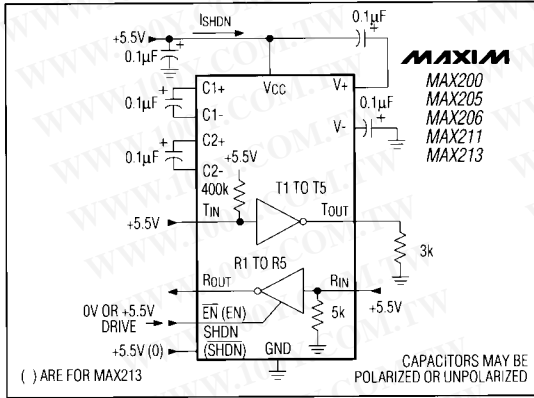 ISHDN
+5.5V
0.1µF
0.1µF
MAXIM
MAX200
MAX205
MAX206
MAX211
MAX213
C1+
VCC
V+
0.1µF
C1-
0.1µF
V-
C2+
0.1µF
C2-
+5.5V
400k
T1 TO T5
TIN
TOUT
+5.5V
3k
R1 TO R5
ROUT
RIN
+5.5V
5k
0V OR +5.5V
DRIVE
EN (EN)
SHDN
+5.5V (0)
(SHDN)
GND
( ) ARE FOR MAX213
CAPACITORS MAY BE
POLARIZED OR UNPOLARIZED